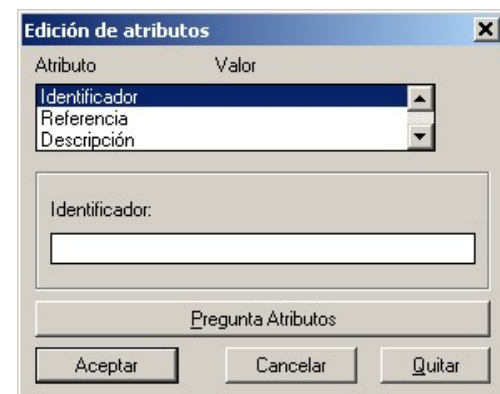 Edición de atributos
Atributo Valor
Identificador
Referencia
Descripción
Identificador:
Pregunta Atributos
Aceptar Cancelar Quitar